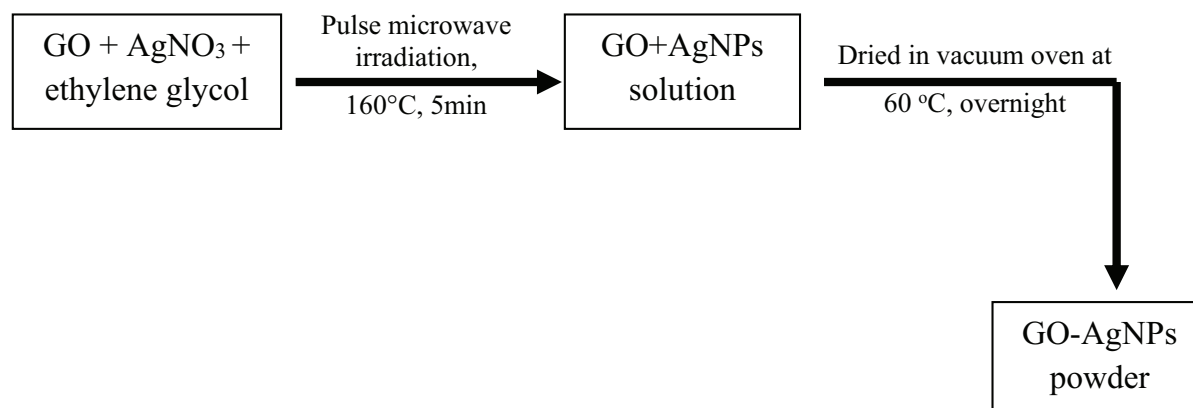 GO + AgNO₃ +
ethylene glycol
Pulse microwave
irradiation,
160°C, 5min
GO+AgNPs
solution
Dried in vacuum oven at
60 °C, overnight
GO-AgNPs
powder